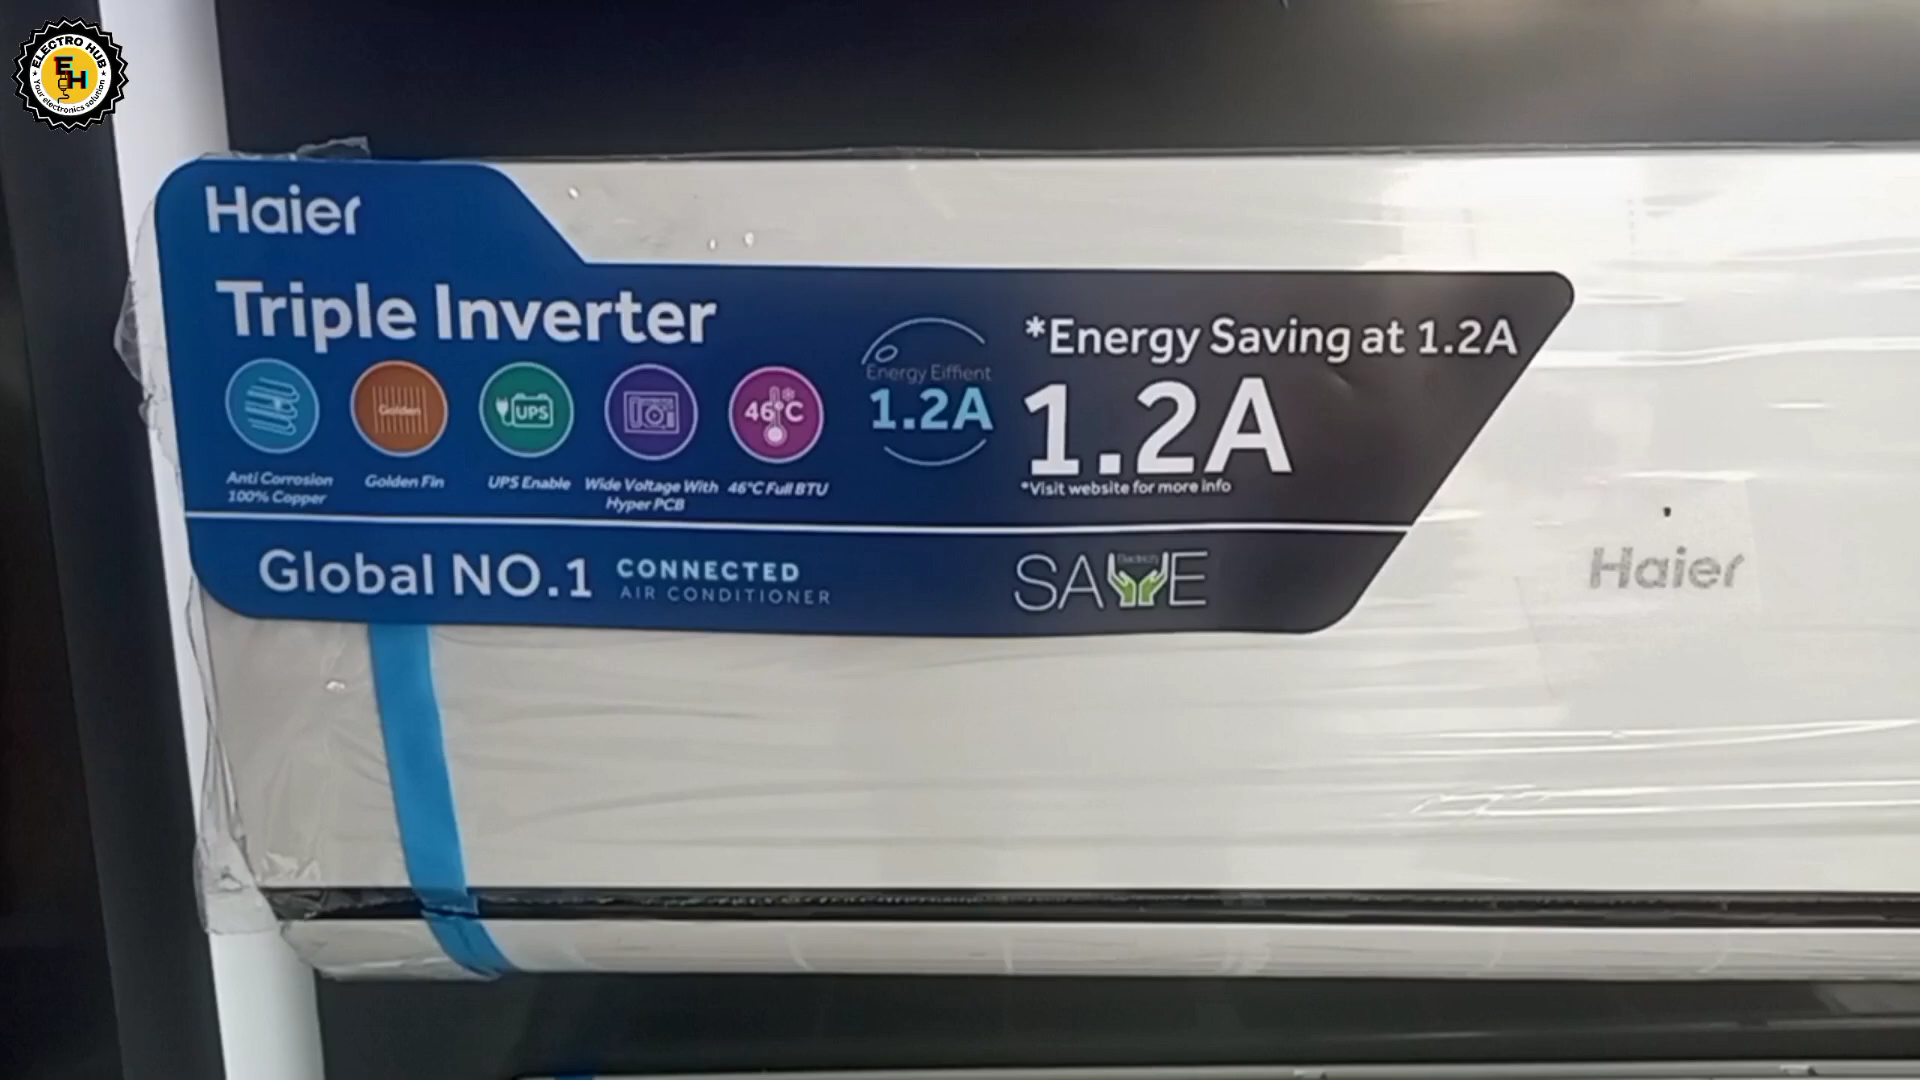 ELECTRO HUB
EH
Your electronics solution
Haier
Triple Inverter
*Energy Saving at 1.2A
Energy Eiffient
1.2A
1.2A
*Visit website for more info
Golden
UPS
46°C
Anti Corrosion
100% Copper
Golden Fin
UPS Enable
Wide Voltage With
Hyper PCB
46°C Full BTU
Global NO.1
CONNECTED
AIR CONDITIONER
SAVE
Electricity
Haier